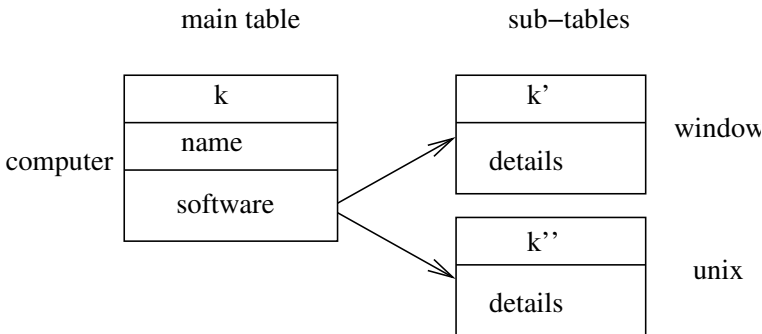 main table
sub−tables
k
name
software
computer
k’
details
window
k’’
details
unix